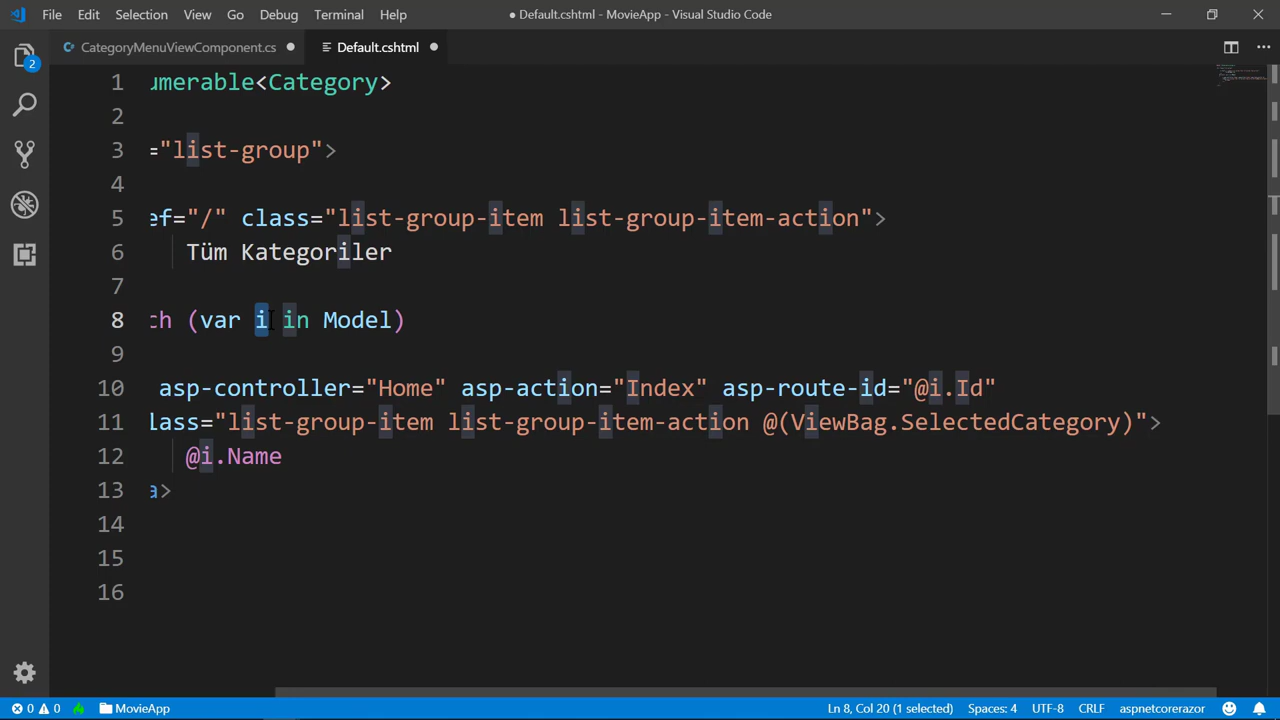 File Edit Selection View Go Debug Terminal Help
● Default.cshtml - MovieApp - Visual Studio Code
CategoryMenuViewComponent.cs ●
Default.cshtml ●
1 umerable<Category>
2
3 ="list-group">
4
5 ef="/" class="list-group-item list-group-item-action">
6 Tüm Kategoriler
7
8 ch (var i in Model)
9
10 asp-controller="Home" asp-action="Index" asp-route-id="@i.Id"
11 lass="list-group-item list-group-item-action @(ViewBag.SelectedCategory)">
12 @i.Name
13 a>
14
15
16
2
0 0 MovieApp
Ln 8, Col 20 (1 selected) Spaces: 4 UTF-8 CRLF aspnetcorerazor